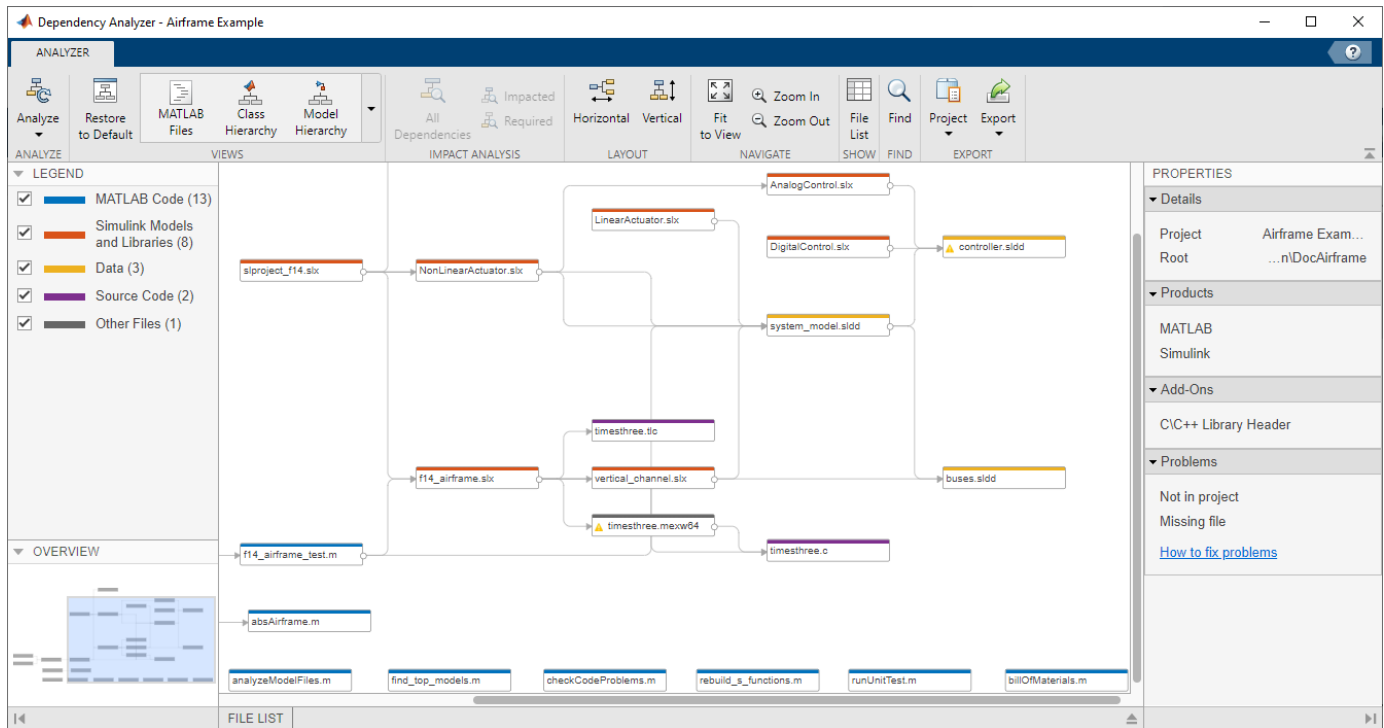 Dependency Analyzer - Airframe Example
ANALYZER
?
Analyze
Restore
to Default
MATLAB
Files
Class
Hierarchy
Model
Hierarchy
All
Dependencies
Impacted
Required
Horizontal
Vertical
Fit
to View
Zoom In
Zoom Out
File
List
Find
Project
Export
ANALYZE
VIEWS
IMPACT ANALYSIS
LAYOUT
NAVIGATE
SHOW
FIND
EXPORT
LEGEND
MATLAB Code (13)
Simulink Models
and Libraries (8)
Data (3)
Source Code (2)
Other Files (1)
OVERVIEW
AnalogControl.slx
LinearActuator.slx
DigitalControl.slx
controller.sldd
slproject_f14.slx
NonLinearActuator.slx
system_model.sldd
timesthree.tlc
f14_airframe.slx
vertical_channel.slx
buses.sldd
timesthree.mexw64
f14_airframe_test.m
timesthree.c
absAirframe.m
analyzeModelFiles.m
find_top_models.m
checkCodeProblems.m
rebuild_s_functions.m
runUnitTest.m
billOfMaterials.m
FILE LIST
PROPERTIES
Details
Project Airframe Exam...
Root ...n\DocAirframe
Products
MATLAB
Simulink
Add-Ons
C\C++ Library Header
Problems
Not in project
Missing file
How to fix problems